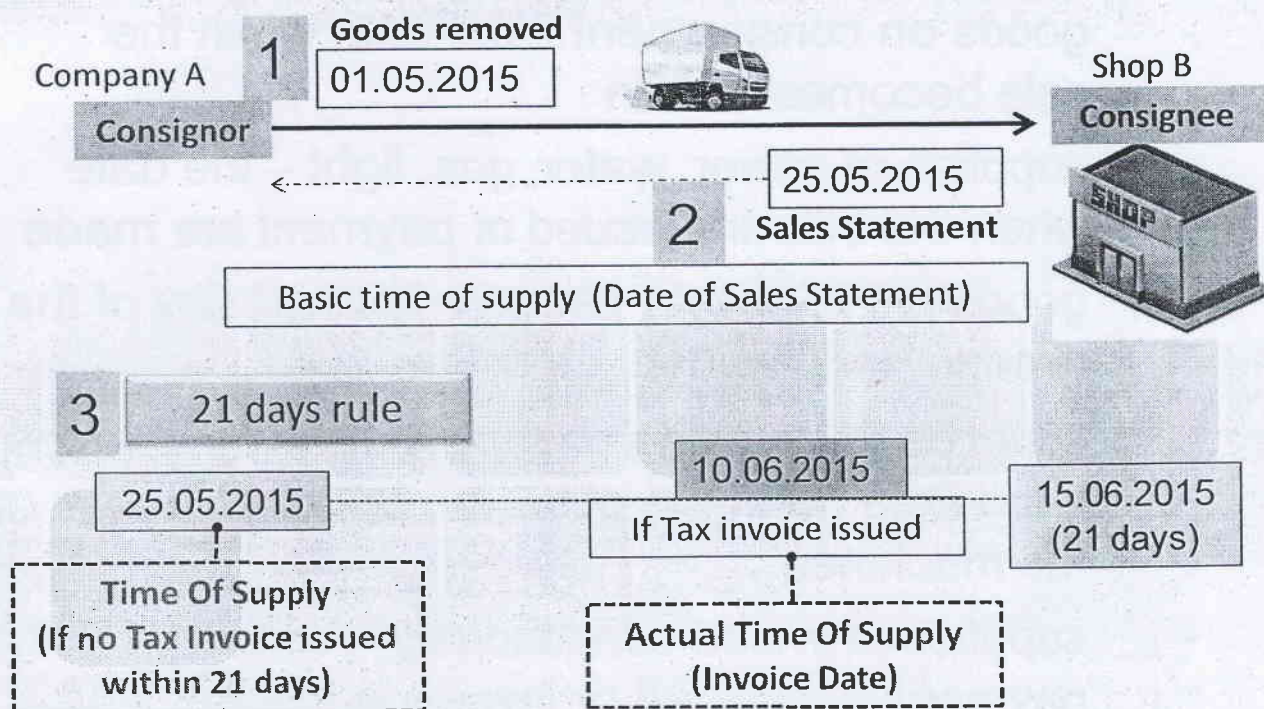 Goods removed
Company A
1
01.05.2015
Shop B
Consignor
Consignee
25.05.2015
SHOP
2
Sales Statement
Basic time of supply (Date of Sales Statement)
3
21 days rule
25.05.2015
10.06.2015
15.06.2015
(21 days)
If Tax invoice issued
Time Of Supply
(If no Tax Invoice issued
within 21 days)
Actual Time Of Supply
(Invoice Date)